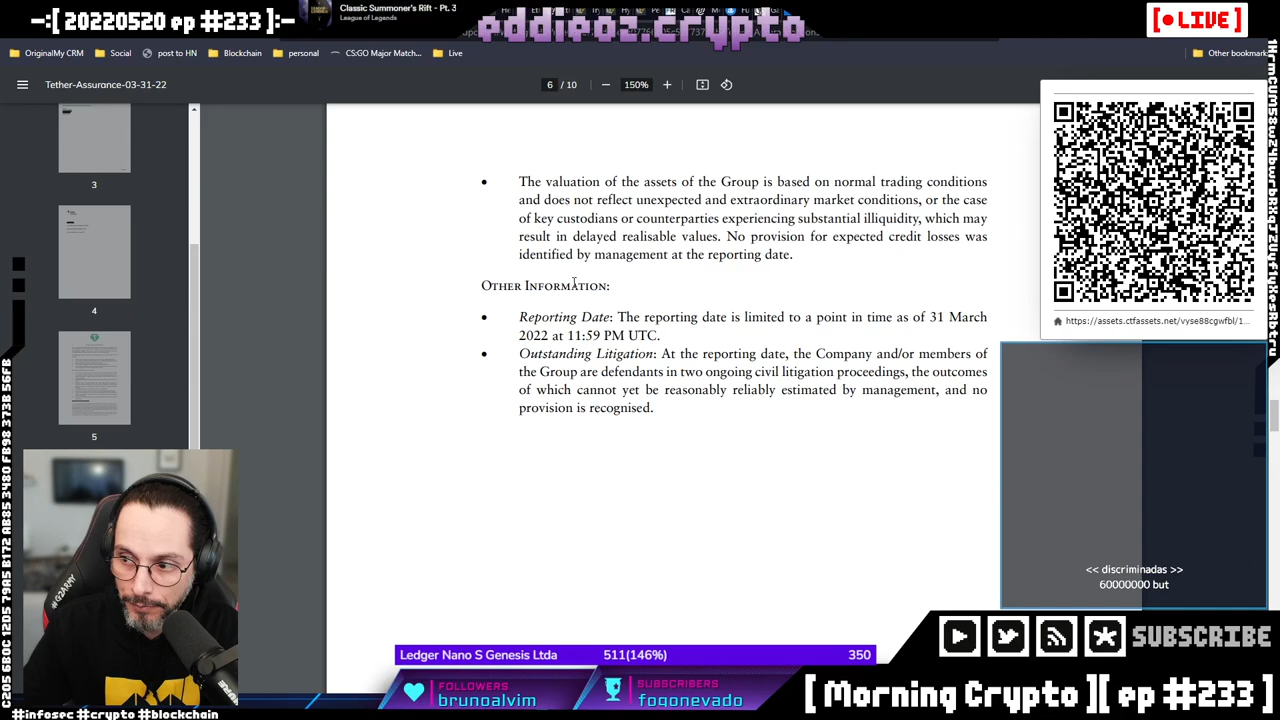 -:[ 20220520 ep #233 ]:-
Classic Summoner's Rift - Pt. 3
League of Legends
eddieoz.crypto
[●LIVE]
OriginalMy CRM
Social
post to HN
Blockchain
personal
CS:GO Major Match...
Live
Other bookmark
Tether-Assurance-03-31-22
6 / 10
150%
3
4
5
• The valuation of the assets of the Group is based on normal trading conditions
and does not reflect unexpected and extraordinary market conditions, or the case
of key custodians or counterparties experiencing substantial illiquidity, which may
result in delayed realisable values. No provision for expected credit losses was
identified by management at the reporting date.
OTHER INFORMATION:
• Reporting Date: The reporting date is limited to a point in time as of 31 March
2022 at 11:59 PM UTC.
• Outstanding Litigation: At the reporting date, the Company and/or members of
the Group are defendants in two ongoing civil litigation proceedings, the outcomes
of which cannot yet be reasonably reliably estimated by management, and no
provision is recognised.
https://assets.ctfassets.net/vyse88cgwfbl/1...
<< discriminadas >>
60000000 but
#G2ARMY
Ledger Nano S Genesis Ltda
511(146%)
350
FOLLOWERS
brunoalvim
SUBSCRIBERS
fogonevado
SUBSCRIBE
[ Morning Crypto ][ ep #233 ]
#infosec #crypto #blockchain